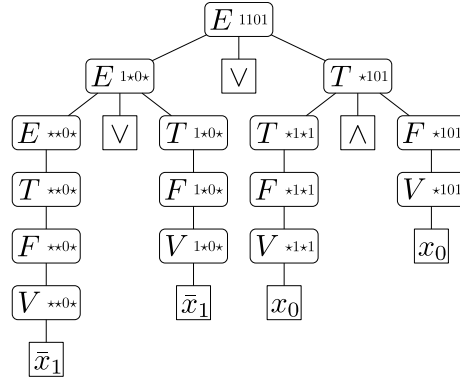 E 1101
E 1⋆0⋆ ∨ T ⋆101
E ⋆⋆0⋆ ∨ T 1⋆0⋆ T ⋆1⋆1 ∧ F ⋆101
T ⋆⋆0⋆ F 1⋆0⋆ F ⋆1⋆1 V ⋆101
F ⋆⋆0⋆ V 1⋆0⋆ V ⋆1⋆1 x₀
V ⋆⋆0⋆ x̄₁ x₀
x̄₁